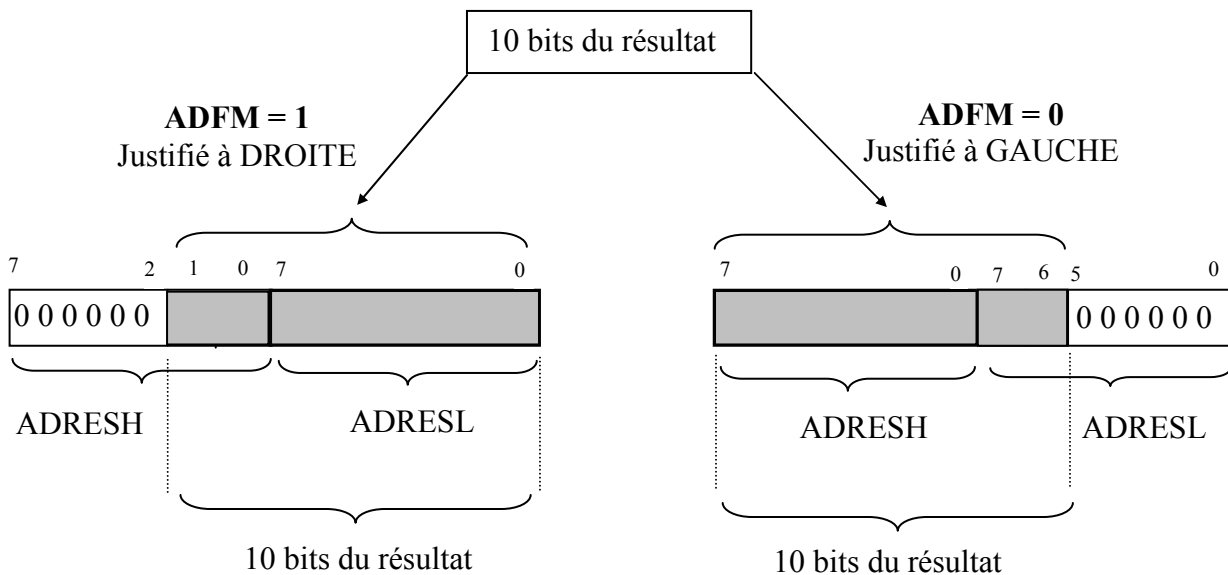 10 bits du résultat
ADFM = 1
Justifié à DROITE
ADFM = 0
Justifié à GAUCHE
7 2 1 0 7 0
0 0 0 0 0 0
ADRESH
ADRESL
10 bits du résultat
7 0 7 6 5 0
0 0 0 0 0 0
ADRESH
ADRESL
10 bits du résultat